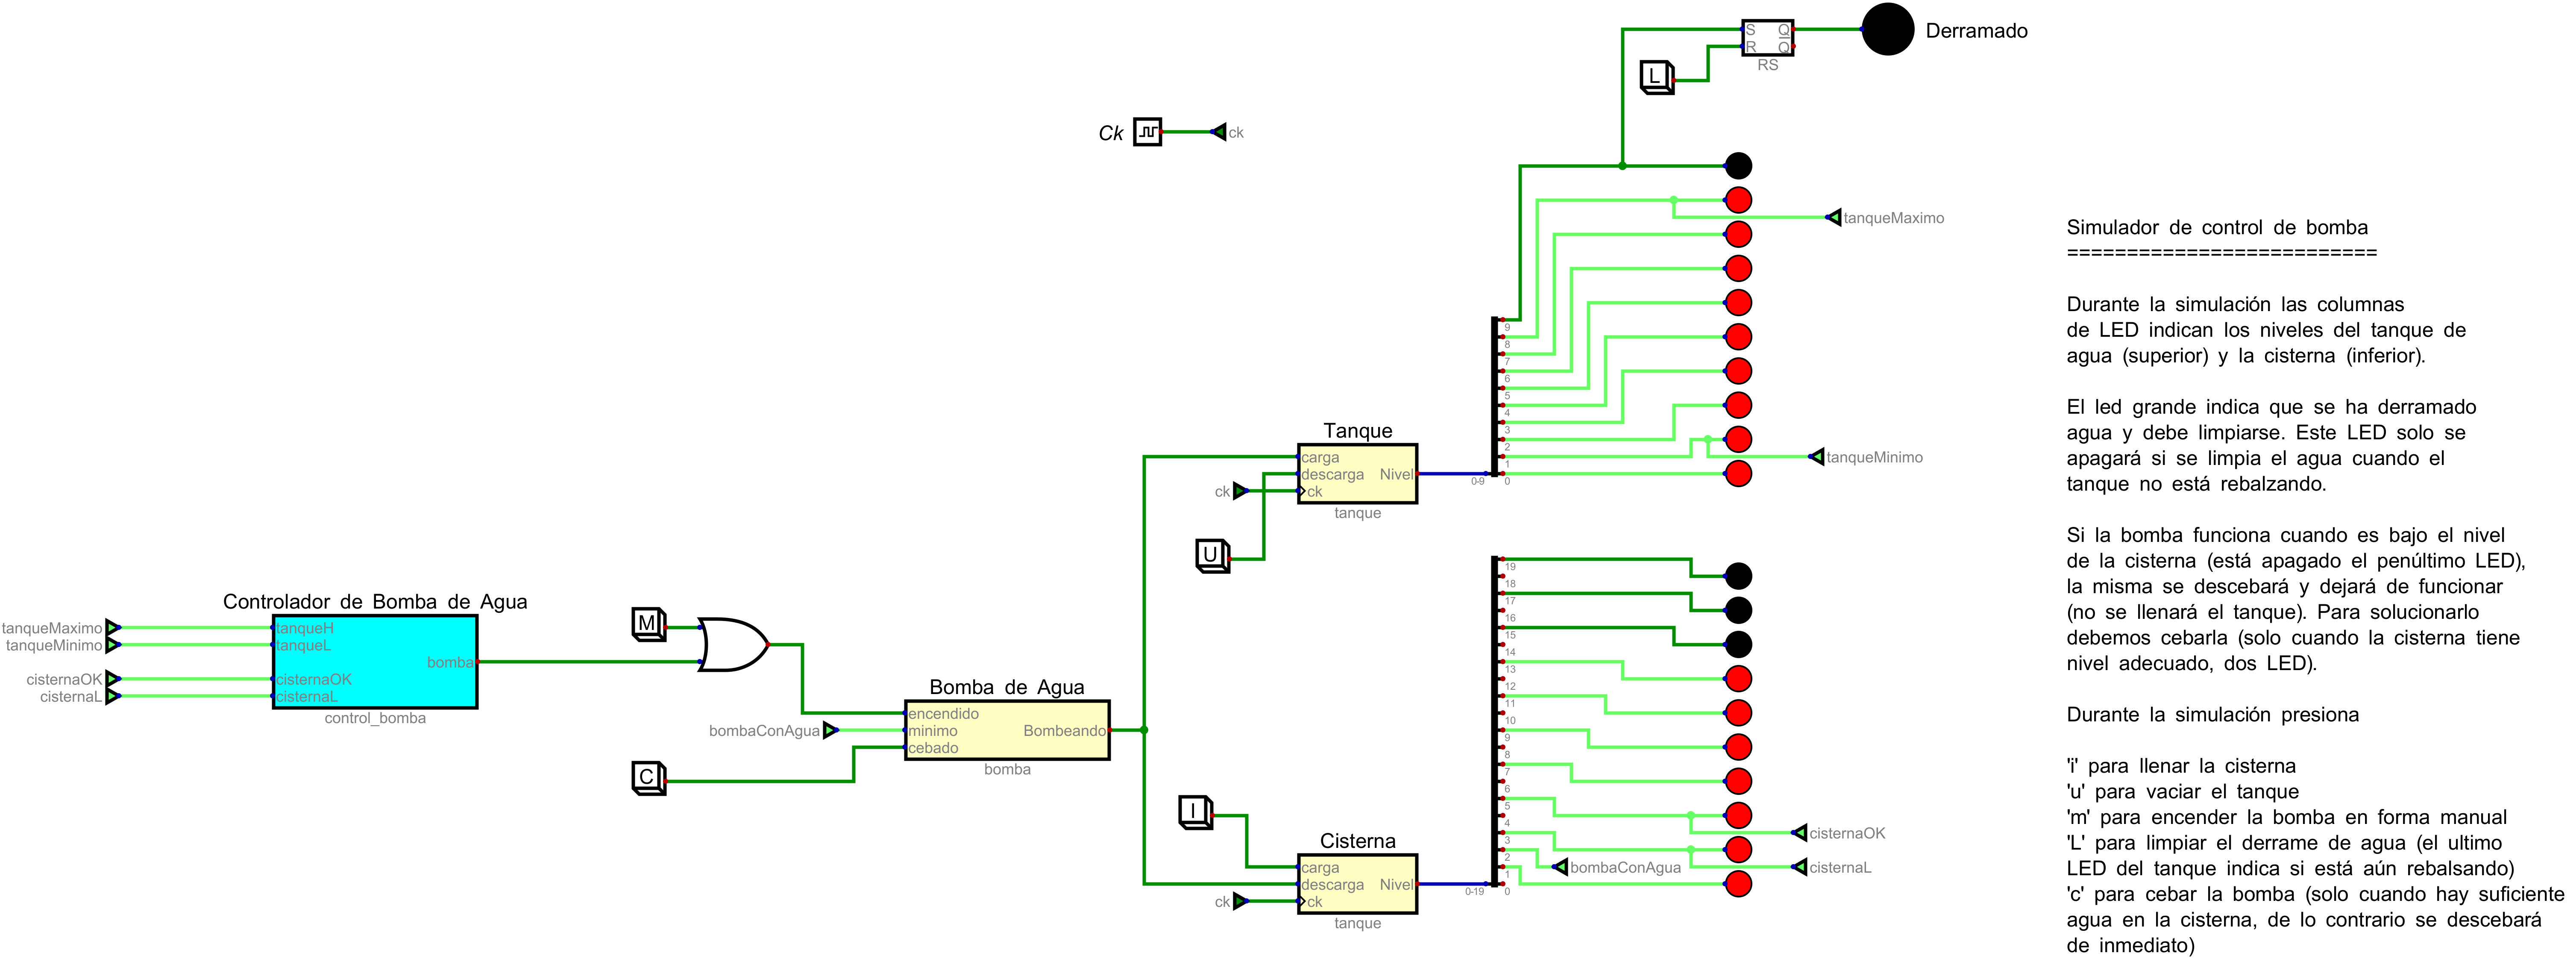 S Q
R Q
RS
Derramado
L
Ck
ck
tanqueMaximo
9
8
7
6
5
4
3
2
1
0
0-9
tanqueMinimo
Tanque
carga
descarga Nivel
ck
ck
tanque
U
Controlador de Bomba de Agua
tanqueMaximo
tanqueMinimo
cisternaOK
cisternaL
tanqueH
tanqueL
bomba
cisternaOK
cisternaL
control_bomba
M
Bomba de Agua
encendido
bombaConAgua
minimo Bombeando
cebado
bomba
C
I
Cisterna
carga
descarga Nivel
ck
ck
tanque
19
18
17
16
15
14
13
12
11
10
9
8
7
6
5
4
3
2
1
0
0-19
cisternaOK
bombaConAgua
cisternaL
Simulador de control de bomba
==========================
Durante la simulación las columnas
de LED indican los niveles del tanque de
agua (superior) y la cisterna (inferior).
El led grande indica que se ha derramado
agua y debe limpiarse. Este LED solo se
apagará si se limpia el agua cuando el
tanque no está rebalzando.
Si la bomba funciona cuando es bajo el nivel
de la cisterna (está apagado el penúltimo LED),
la misma se descebará y dejará de funcionar
(no se llenará el tanque). Para solucionarlo
debemos cebarla (solo cuando la cisterna tiene
nivel adecuado, dos LED).
Durante la simulación presiona
'i' para llenar la cisterna
'u' para vaciar el tanque
'm' para encender la bomba en forma manual
'L' para limpiar el derrame de agua (el ultimo
LED del tanque indica si está aún rebalsando)
'c' para cebar la bomba (solo cuando hay suficiente
agua en la cisterna, de lo contrario se descebará
de inmediato)